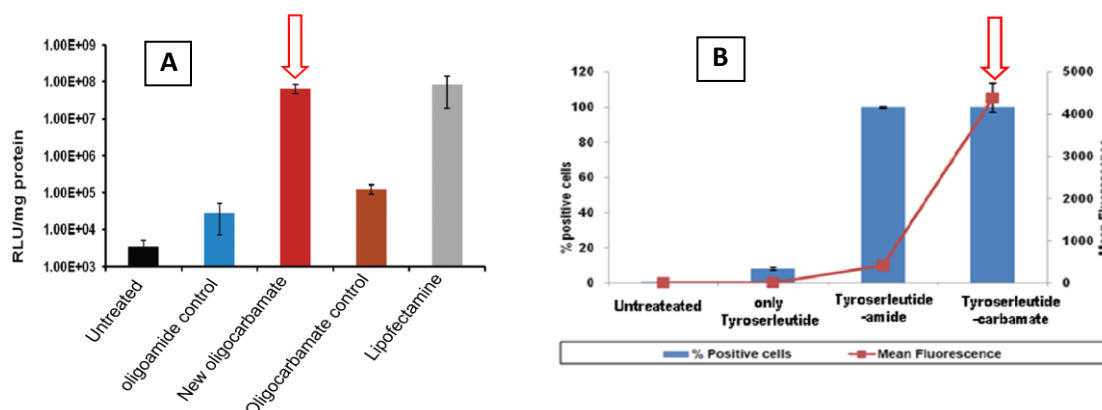 A
RLU/mg protein
1.00E+09
1.00E+08
1.00E+07
1.00E+06
1.00E+05
1.00E+04
1.00E+03
Untreated
oligoamide control
New oligocarbamate
Oligocarbamate control
Lipofectamine
B
% positive cells
120
100
80
60
40
20
0
5000
4000
3000
2000
1000
0
Mean Fluorescence
Untreateated
only
Tyroserleutide
Tyroserleutide
-amide
Tyroserleutide
-carbamate
% Positive cells
Mean Fluorescence